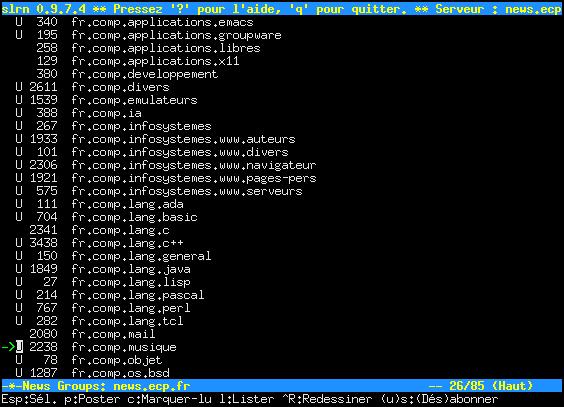 slrn 0.9.7.4 ** Pressez '?' pour l'aide, 'q' pour quitter. ** Serveur : news.ecp
U 340 fr.comp.applications.emacs
U 195 fr.comp.applications.groupware
258 fr.comp.applications.libres
129 fr.comp.applications.x11
380 fr.comp.developpement
U 2611 fr.comp.divers
U 1539 fr.comp.emulateurs
U 388 fr.comp.ia
U 267 fr.comp.infosystemes
U 1933 fr.comp.infosystemes.www.auteurs
U 101 fr.comp.infosystemes.www.divers
U 2306 fr.comp.infosystemes.www.navigateur
U 1921 fr.comp.infosystemes.www.pages-pers
U 575 fr.comp.infosystemes.www.serveurs
U 111 fr.comp.lang.ada
U 704 fr.comp.lang.basic
2341 fr.comp.lang.c
U 3438 fr.comp.lang.c++
U 150 fr.comp.lang.general
U 1849 fr.comp.lang.java
U 27 fr.comp.lang.lisp
U 214 fr.comp.lang.pascal
U 767 fr.comp.lang.perl
U 282 fr.comp.lang.tcl
2080 fr.comp.mail
->U 2238 fr.comp.musique
U 78 fr.comp.objet
U 1287 fr.comp.os.bsd
-*-News Groups: news.ecp.fr -- 26/85 (Haut)
Esp:Sél. p:Poster c:Marquer-lu l:Lister ^R:Redessiner (u)s:(Dés)abonner